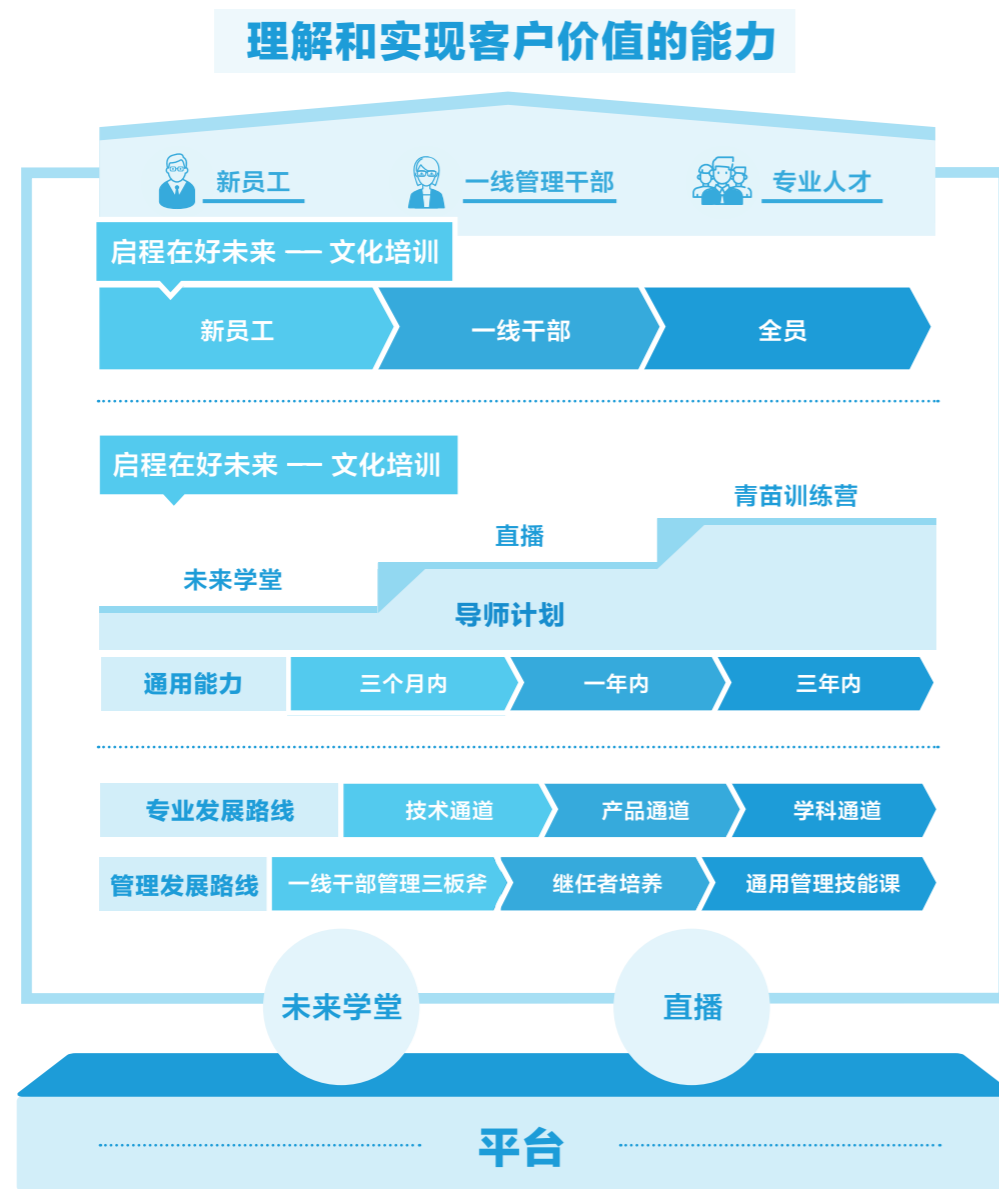 理解和实现客户价值的能力
新员工
一线管理干部
专业人才
启程在好未来 —— 文化培训
新员工
一线干部
全员
启程在好未来 —— 文化培训
青苗训练营
直播
未来学堂
导师计划
通用能力
三个月内
一年内
三年内
专业发展路线
技术通道
产品通道
学科通道
管理发展路线
一线干部管理三板斧
继任者培养
通用管理技能课
未来学堂
直播
平台